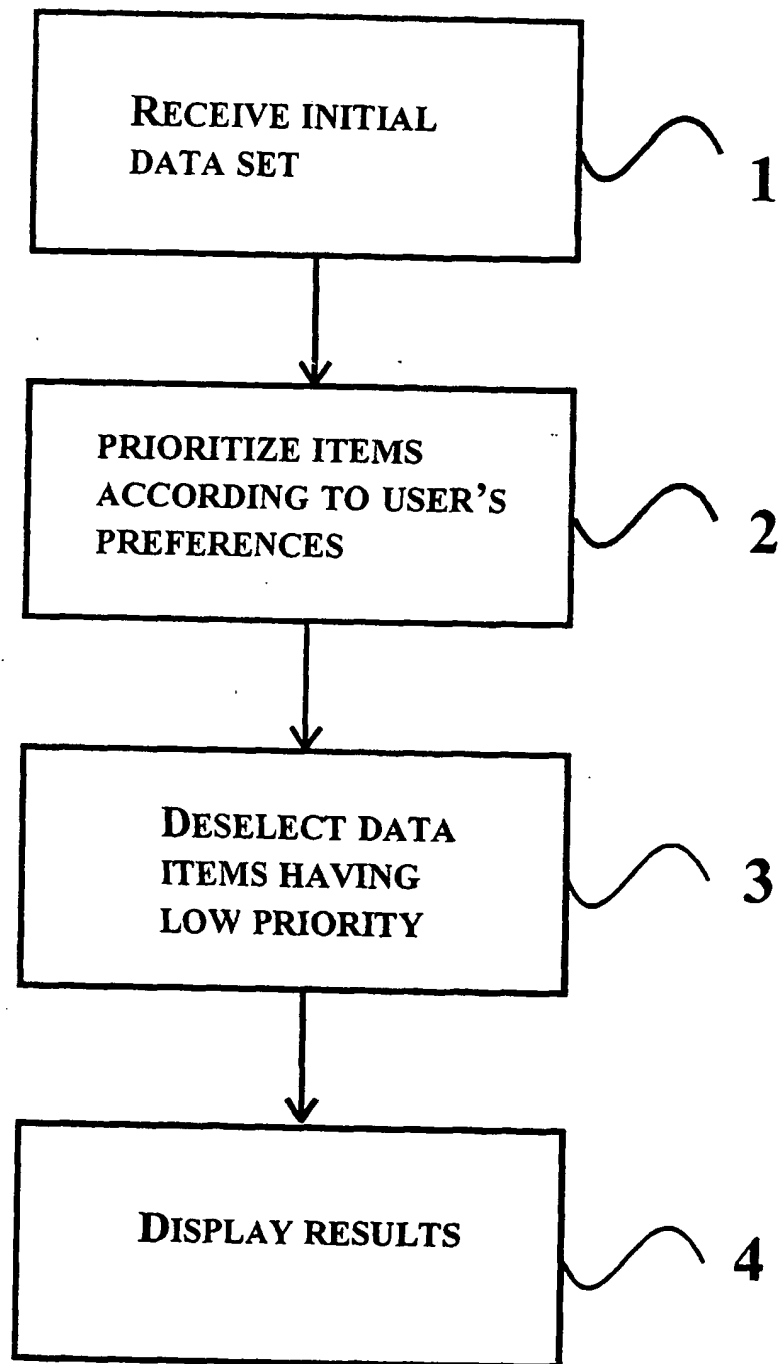 RECEIVE INITIAL
DATA SET
1
PRIORITIZE ITEMS
ACCORDING TO USER'S
PREFERENCES
2
DESELECT DATA
ITEMS HAVING
LOW PRIORITY
3
DISPLAY RESULTS
4